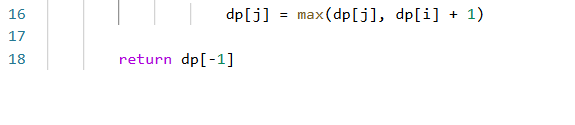 16 dp[j] = max(dp[j], dp[i] + 1)
17
18 return dp[-1]